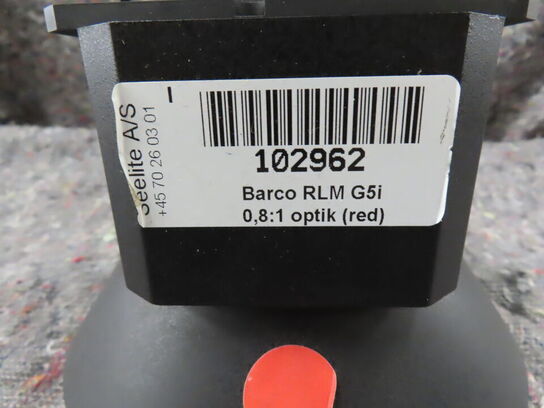 Seelite A/S
+45 70 26 03 01
102962
Barco RLM G5i
0,8:1 optik (red)